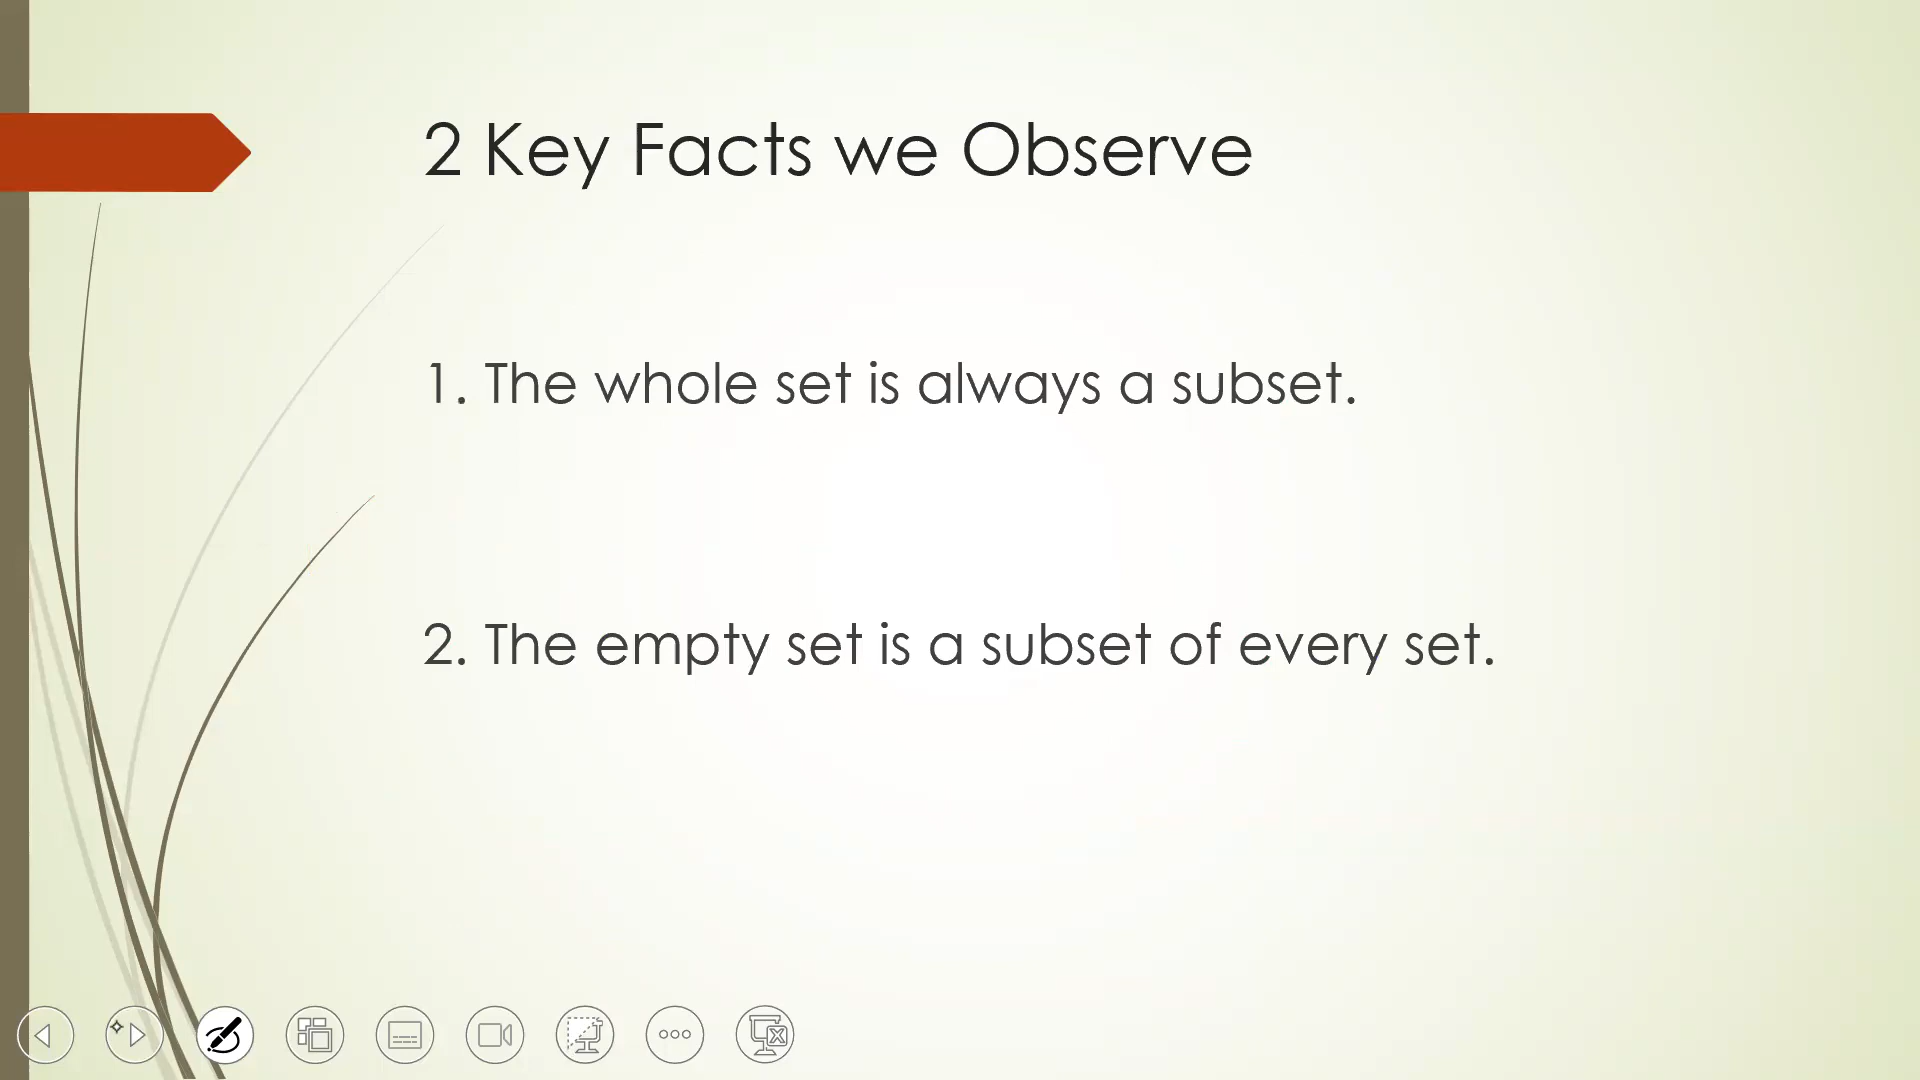 2 Key Facts we Observe
1. The whole set is always a subset.
2. The empty set is a subset of every set.